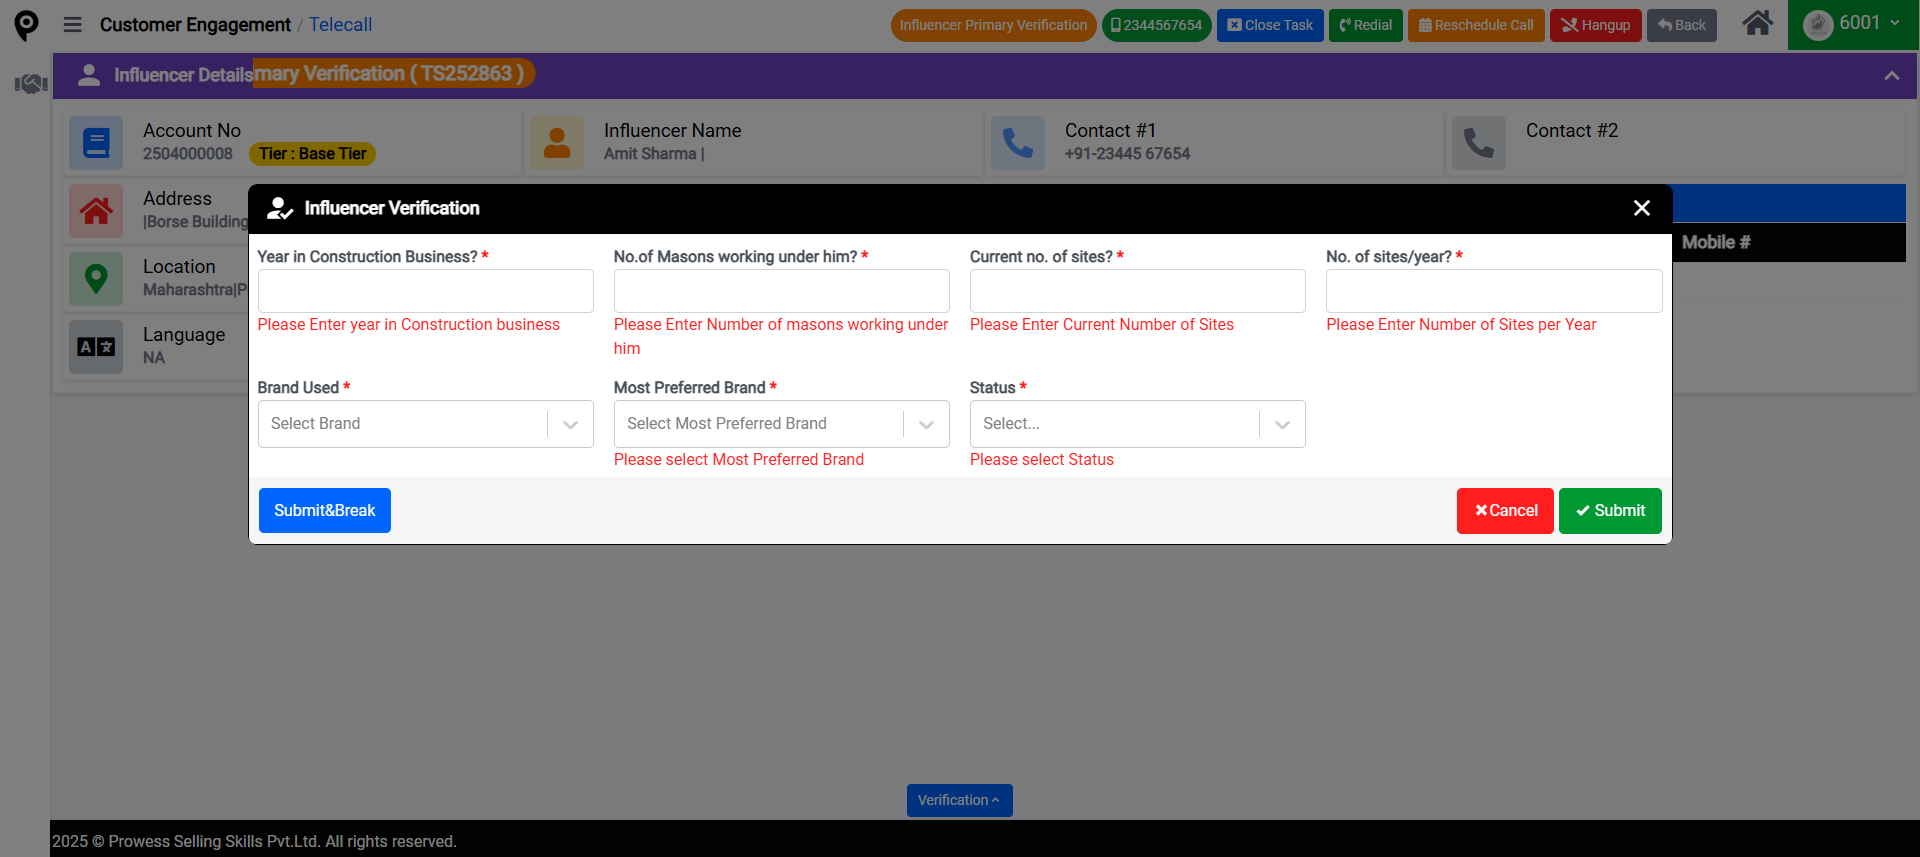 Customer Engagement / Telecall
Influencer Primary Verification
2344567654
Close Task
Redial
Reschedule Call
Hangup
Back
6001
Influencer Details
mary Verification ( TS252863 )
Account No
2504000008
Tier : Base Tier
Influencer Name
Amit Sharma |
Contact #1
+91-23445 67654
Contact #2
Address
|Borse Building
Location
Maharashtra|P
Language
NA
Mobile #
Influencer Verification
Year in Construction Business? *
No.of Masons working under him? *
Current no. of sites? *
No. of sites/year? *
Please Enter year in Construction business
Please Enter Number of masons working under
him
Please Enter Current Number of Sites
Please Enter Number of Sites per Year
Brand Used *
Most Preferred Brand *
Status *
Select Brand
Select Most Preferred Brand
Select...
Please select Most Preferred Brand
Please select Status
Submit&Break
Cancel
Submit
Verification
2025 © Prowess Selling Skills Pvt.Ltd. All rights reserved.